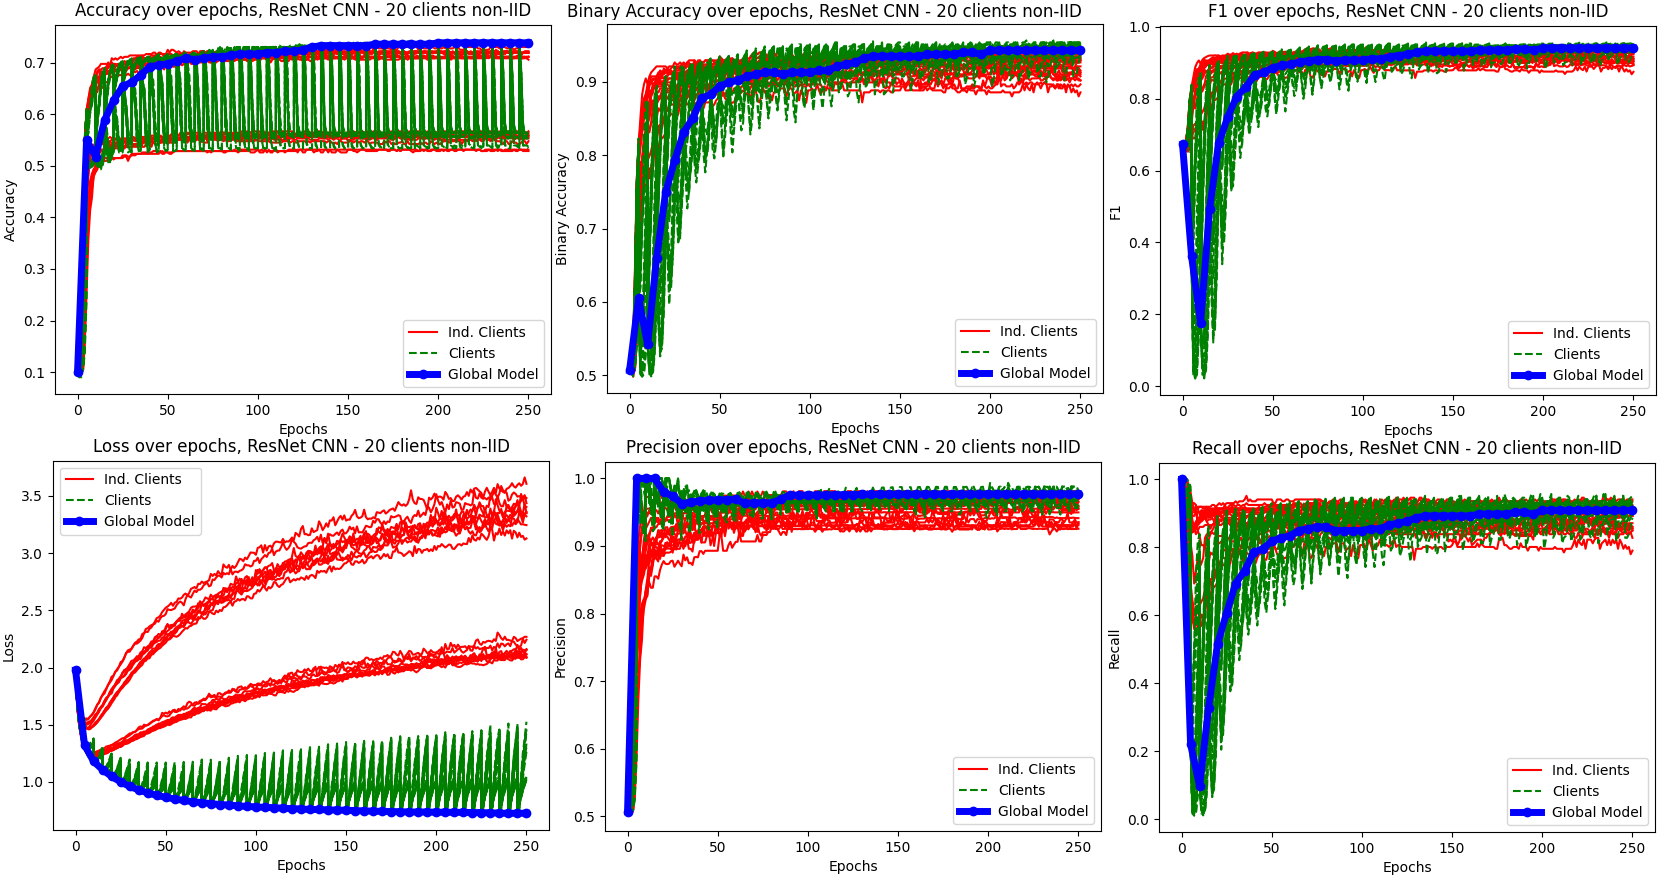 Accuracy over epochs, ResNet CNN - 20 clients non-IID
Accuracy
0.7
0.6
0.5
0.4
0.3
0.2
0.1
Ind. Clients
Clients
Global Model
0 50 100 150 200 250
Epochs
Binary Accuracy over epochs, ResNet CNN - 20 clients non-IID
Binary Accuracy
0.9
0.8
0.7
0.6
0.5
Ind. Clients
Clients
Global Model
0 50 100 150 200 250
Epochs
F1 over epochs, ResNet CNN - 20 clients non-IID
F1
1.0
0.8
0.6
0.4
0.2
0.0
Ind. Clients
Clients
Global Model
0 50 100 150 200 250
Epochs
Loss over epochs, ResNet CNN - 20 clients non-IID
Loss
3.5
3.0
2.5
2.0
1.5
1.0
Ind. Clients
Clients
Global Model
0 50 100 150 200 250
Epochs
Precision over epochs, ResNet CNN - 20 clients non-IID
Precision
1.0
0.9
0.8
0.7
0.6
0.5
Ind. Clients
Clients
Global Model
0 50 100 150 200 250
Epochs
Recall over epochs, ResNet CNN - 20 clients non-IID
Recall
1.0
0.8
0.6
0.4
0.2
0.0
Ind. Clients
Clients
Global Model
0 50 100 150 200 250
Epochs